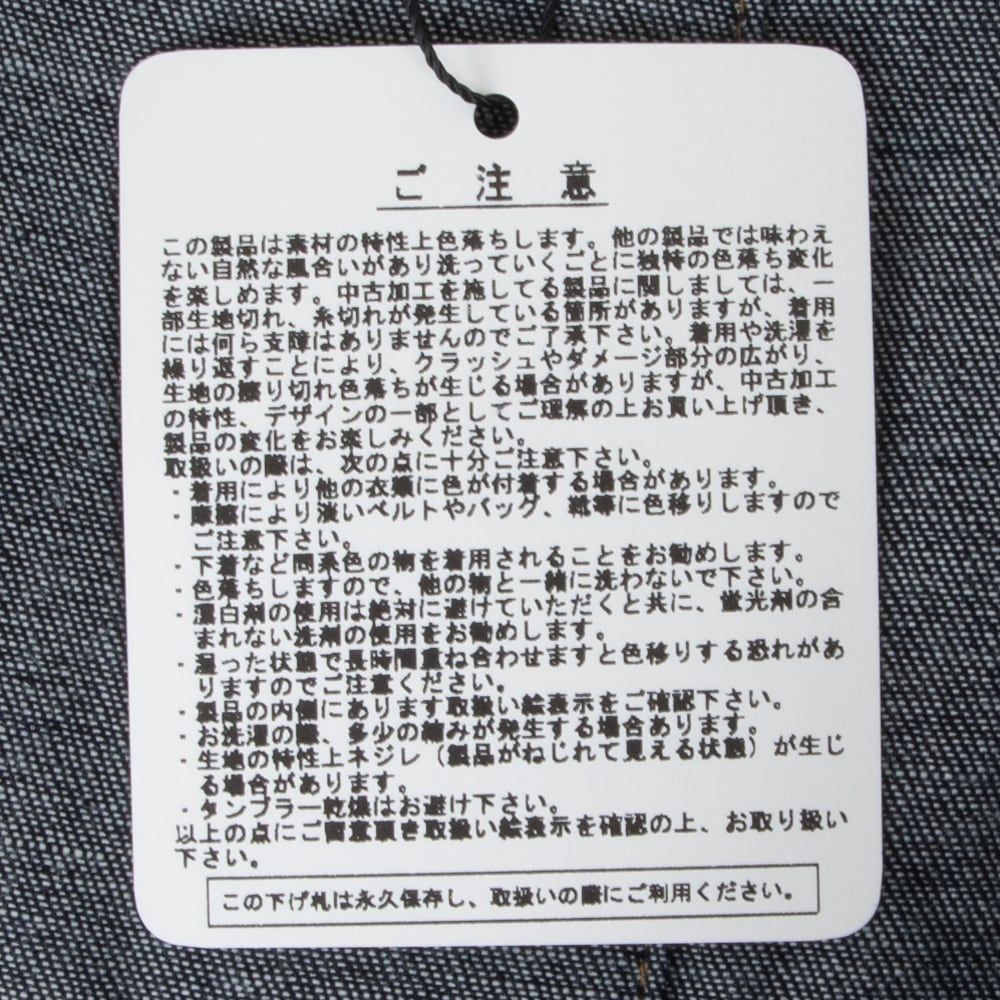 ご注意
この製品は素材の特性上色落ちします。他の製品では味わえ
ない自然な風合いがあり洗っていくごとに独特の色落ち変化
を楽しめます。中古加工を施してる製品に関しましては、一
部生地切れ、糸切れが発生している箇所がありますが、着用
には何ら支障はありませんのでご了承下さい。着用や洗濯を
繰り返すことにより、クラッシュやダメージ部分の広がり、
生地の擦り切れ色落ちが生じる場合がありますが、中古加工
の特性、デザインの一部としてご理解の上お買い上げ頂き、
製品の変化をお楽しみください。
取扱いの際は、次の点に十分ご注意下さい。
・着用により他の衣類に色が付着する場合があります。
・摩擦により淡いベルトやバッグ、靴等に色移りしますので
ご注意下さい。
・下着など同系色の物を着用されることをお勧めします。
・色落ちしますので、他の物と一緒に洗わないで下さい。
・漂白剤の使用は絶対に避けていただくと共に、蛍光剤の含
まれない洗剤の使用をお勧めします。
・湿った状態で長時間重ね合わせますと色移りする恐れがあ
りますのでご注意ください。
・製品の内側にあります取扱い絵表示をご確認下さい。
・お洗濯の際、多少の縮みが発生する場合あります。
・生地の特性上ネジレ（製品がねじれて見える状態）が生じ
る場合があります。
・タンブラー乾燥はお避け下さい。
以上の点にご留意頂き取扱い絵表示を確認の上、お取り扱い
下さい。
この下げ札は永久保存し、取扱いの際にご利用ください。